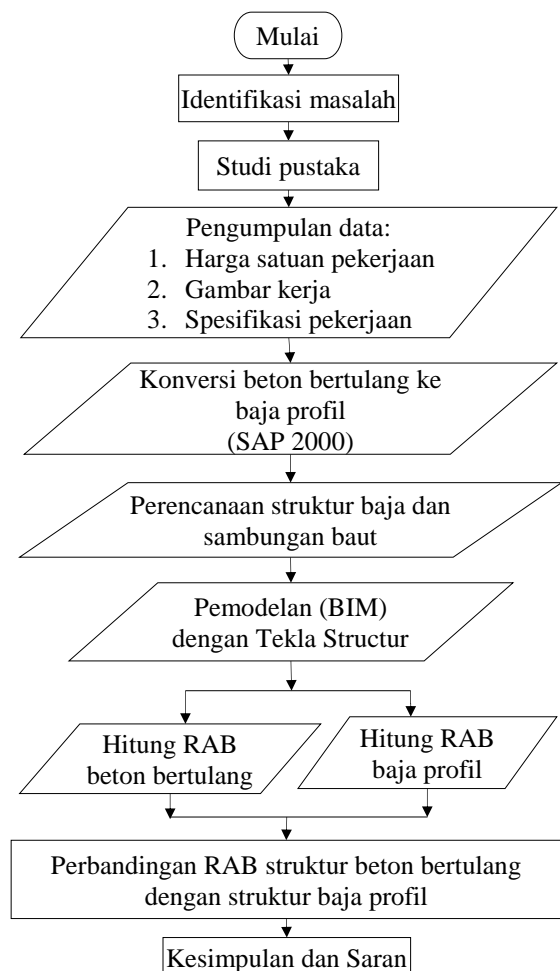 Mulai
Identifikasi masalah
Studi pustaka
Pengumpulan data:
1. Harga satuan pekerjaan
2. Gambar kerja
3. Spesifikasi pekerjaan
Konversi beton bertulang ke
baja profil
(SAP 2000)
Perencanaan struktur baja dan
sambungan baut
Pemodelan (BIM)
dengan Tekla Structur
Hitung RAB
beton bertulang
Hitung RAB
baja profil
Perbandingan RAB struktur beton bertulang
dengan struktur baja profil
Kesimpulan dan Saran